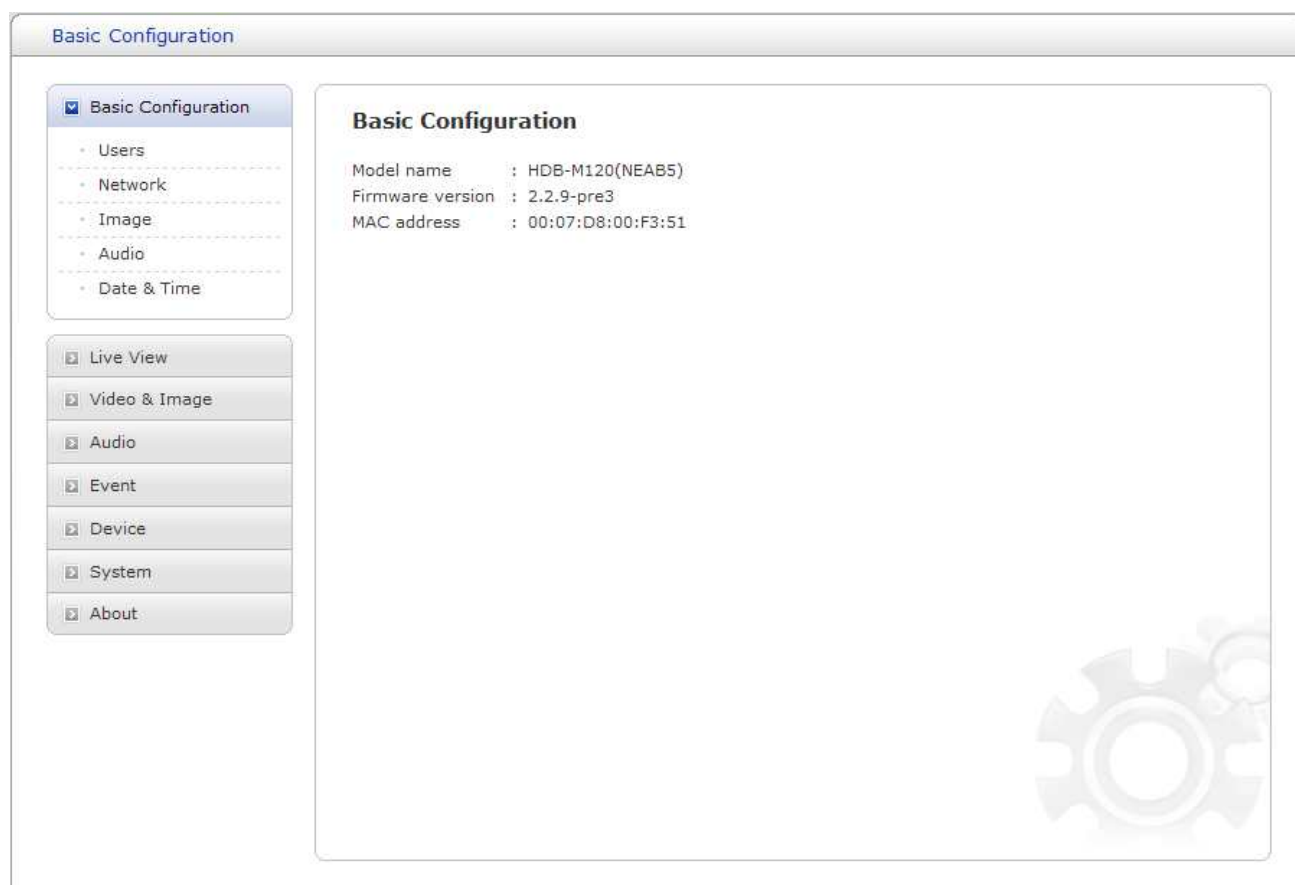 Basic Configuration
Basic Configuration
Users
Network
Image
Audio
Date & Time
Live View
Video & Image
Audio
Event
Device
System
About
Basic Configuration
Model name : HDB-M120(NEAB5)
Firmware version : 2.2.9-pre3
MAC address : 00:07:D8:00:F3:51